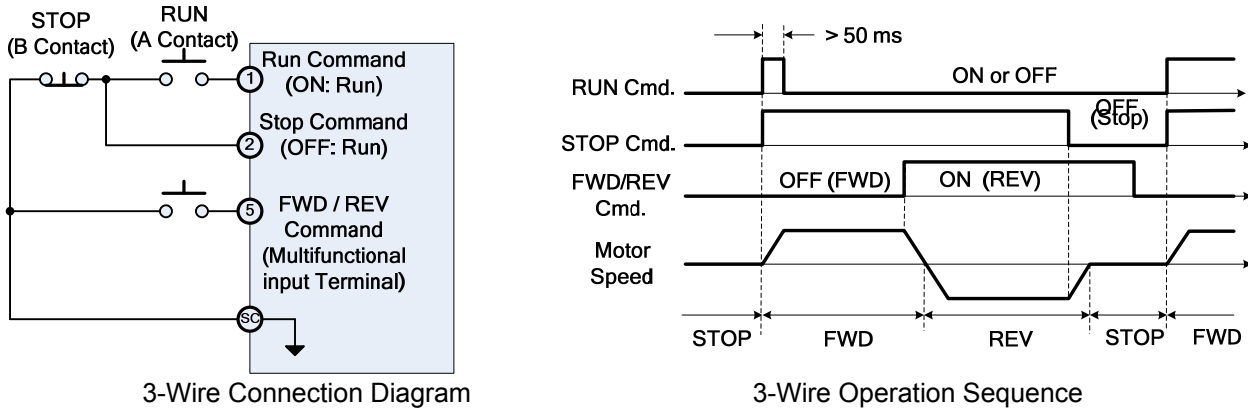 STOP
(B Contact)
RUN
(A Contact)
1
Run Command
(ON: Run)
2
Stop Command
(OFF: Run)
5
FWD / REV
Command
(Multifunctional
input Terminal)
SC
3-Wire Connection Diagram
> 50 ms
RUN Cmd.
ON or OFF
STOP Cmd.
OFF
(Stop)
FWD/REV
Cmd.
OFF (FWD)
ON (REV)
Motor
Speed
STOP
FWD
REV
STOP
FWD
3-Wire Operation Sequence